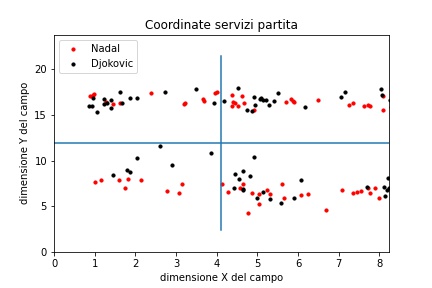 Coordinate servizi partita
Nadal
Djokovic
dimensione Y del campo
20
15
10
5
0
0 1 2 3 4 5 6 7 8
dimensione X del campo